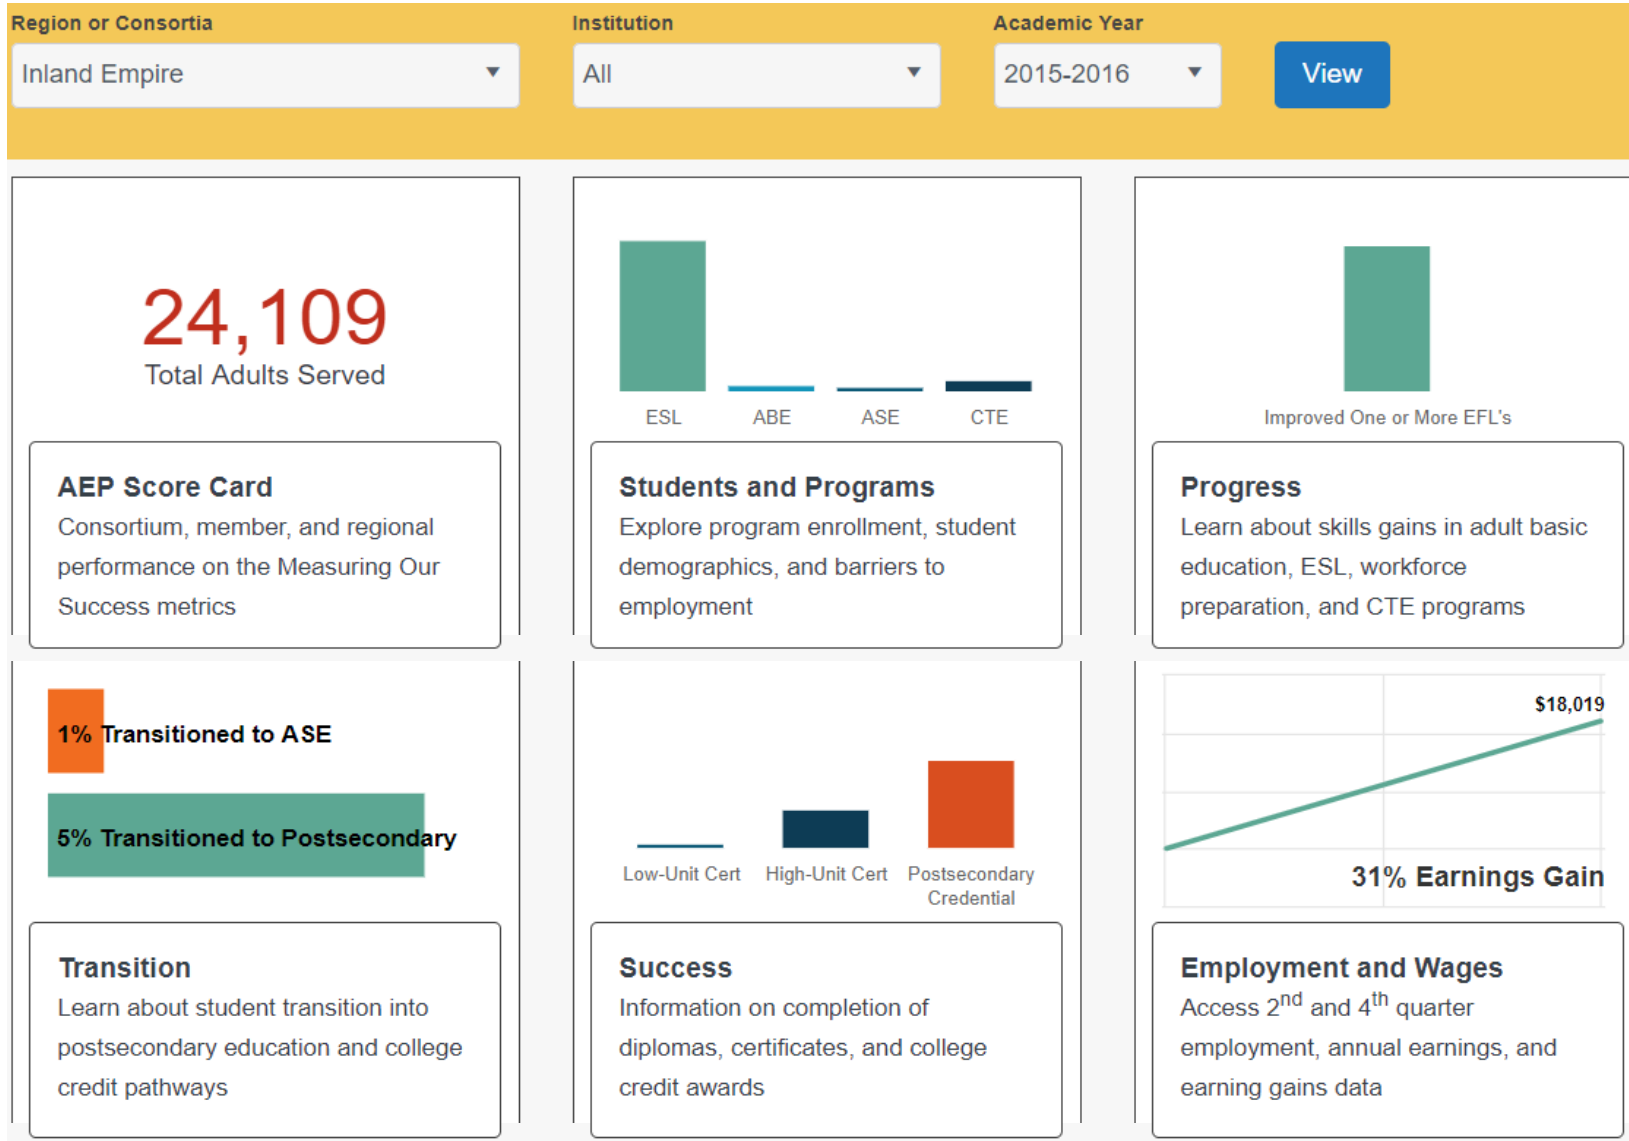 Region or Consortia
Institution
Academic Year
Inland Empire
All
2015-2016
View
24,109
Total Adults Served
ESL
ABE
ASE
CTE
Improved One or More EFL's
AEP Score Card
Consortium, member, and regional
performance on the Measuring Our
Success metrics
Students and Programs
Explore program enrollment, student
demographics, and barriers to
employment
Progress
Learn about skills gains in adult basic
education, ESL, workforce
preparation, and CTE programs
1% Transitioned to ASE
5% Transitioned to Postsecondary
Low-Unit Cert
High-Unit Cert
Postsecondary
Credential
$18,019
31% Earnings Gain
Transition
Learn about student transition into
postsecondary education and college
credit pathways
Success
Information on completion of
diplomas, certificates, and college
credit awards
Employment and Wages
Access 2nd and 4th quarter
employment, annual earnings, and
earning gains data